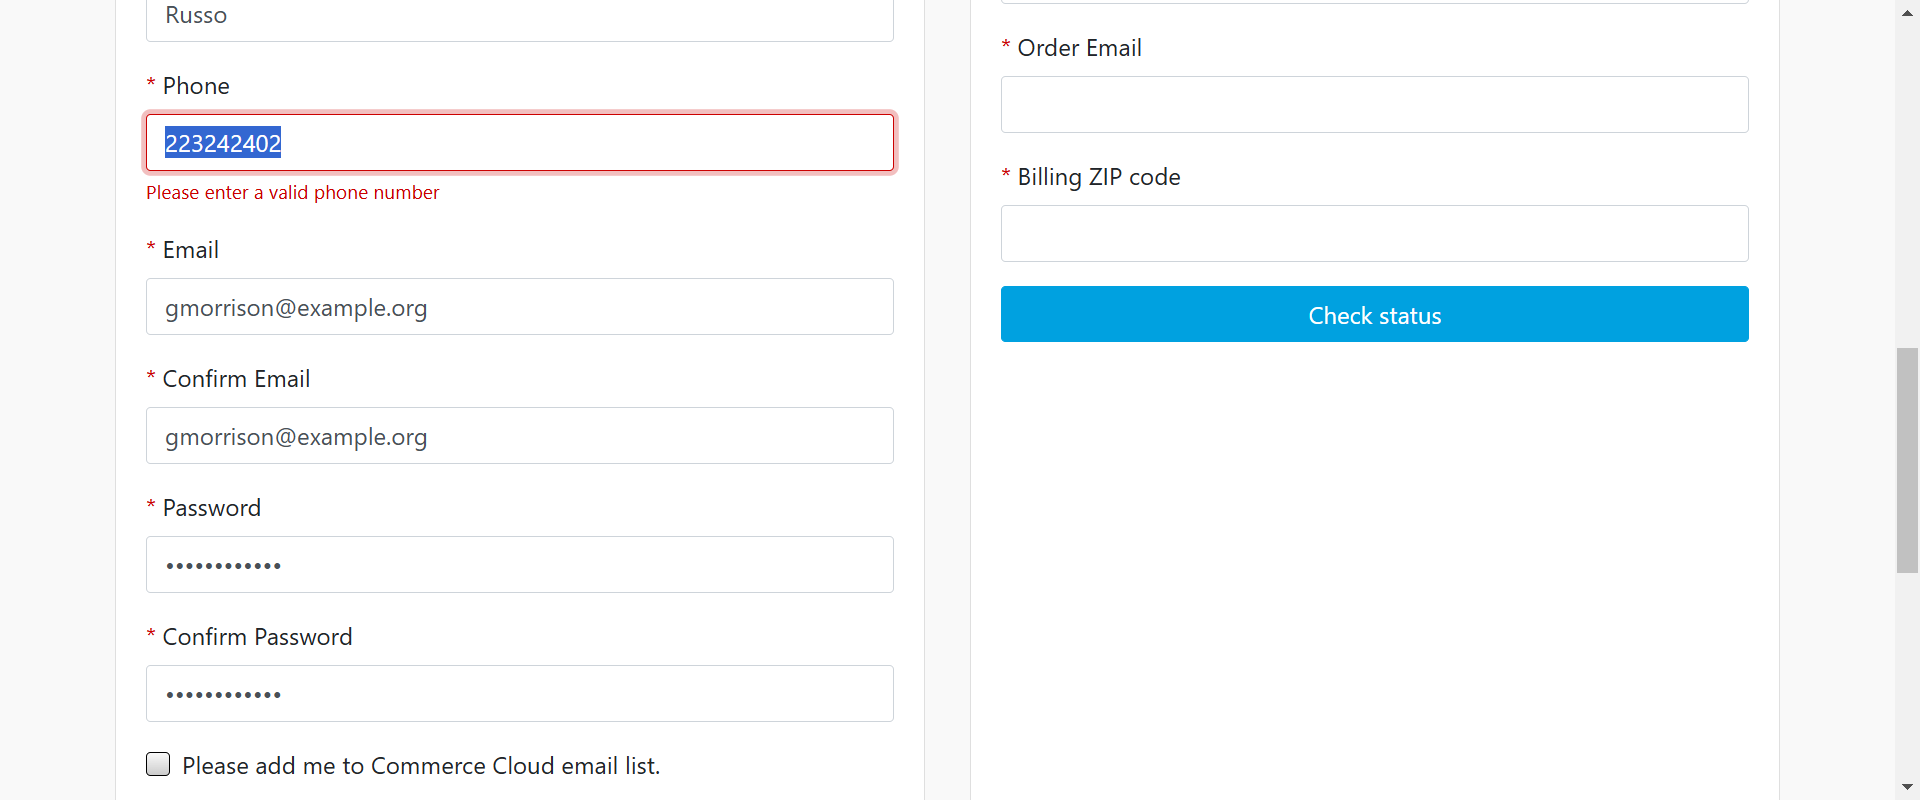 Russo
* Phone
223242402
Please enter a valid phone number
* Email
gmorrison@example.org
* Confirm Email
gmorrison@example.org
* Password
••••••••••••
* Confirm Password
••••••••••••
Please add me to Commerce Cloud email list.
* Order Email
* Billing ZIP code
Check status